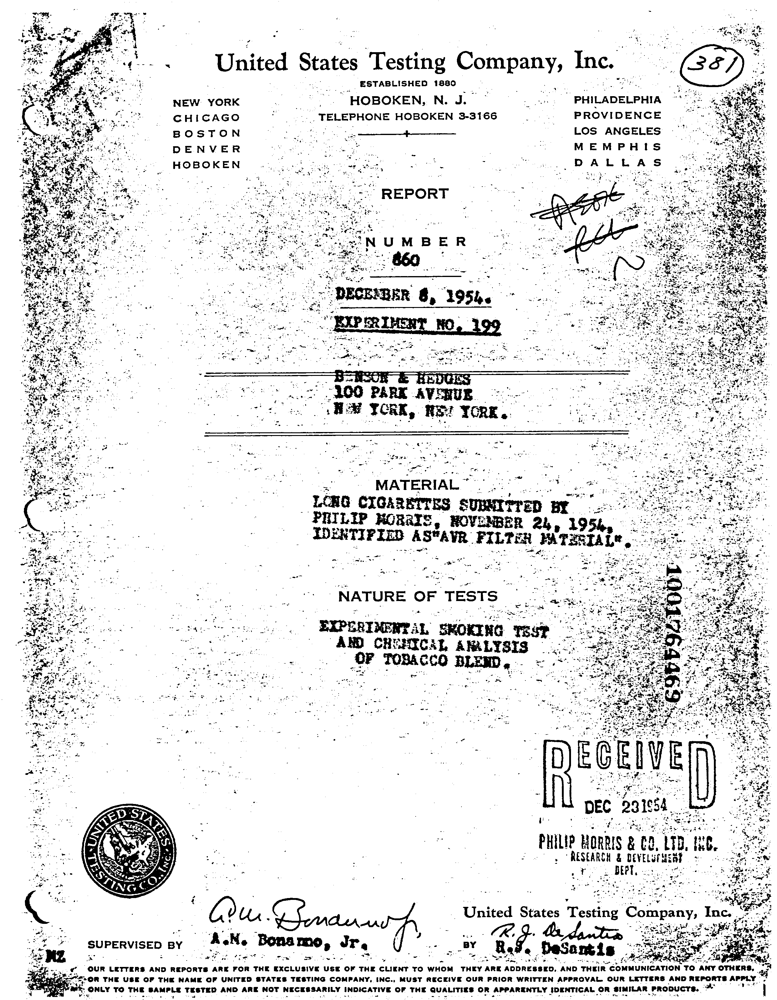 United States Testing Company, Inc.
381
ESTABLISHED 1880
HOBOKEN, N. J.
TELEPHONE HOBOKEN 3-3166
NEW YORK
CHICAGO
BOSTON
DENVER
HOBOKEN
PHILADELPHIA
PROVIDENCE
LOS ANGELES
MEMPHIS
DALLAS
REPORT
NUMBER
860
DECEMBER 8, 1954.
EXPERIMENT NO. 199
BENSON & HEDGES
100 PARK AVENUE
NEW YORK, NEW YORK.
MATERIAL
LONG CIGARETTES SUBMITTED BY
PHILIP MORRIS, NOVEMBER 24, 1954,
IDENTIFIED AS "AVR FILTER MATERIAL".
NATURE OF TESTS
EXPERIMENTAL SMOKING TEST
AND CHEMICAL ANALYSIS
OF TOBACCO BLEND.
1001764469
RECEIVED
DEC 23 1954
PHILIP MORRIS & CO. LTD. INC.
RESEARCH & DEVELOPMENT
DEPT.
UNITED STATES
TESTING CO. Inc.
A.M. Bonanno Jr.
SUPERVISED BY A.M. Bonanno, Jr.
United States Testing Company, Inc.
R.J. DeSantis
BY R.J. DeSantis
MZ
OUR LETTERS AND REPORTS ARE FOR THE EXCLUSIVE USE OF THE CLIENT TO WHOM THEY ARE ADDRESSED, AND THEIR COMMUNICATION TO ANY OTHERS,
OR THE USE OF THE NAME OF UNITED STATES TESTING COMPANY, INC., MUST RECEIVE OUR PRIOR WRITTEN APPROVAL. OUR LETTERS AND REPORTS APPLY
ONLY TO THE SAMPLE TESTED AND ARE NOT NECESSARILY INDICATIVE OF THE QUALITIES OF APPARENTLY IDENTICAL OR SIMILAR PRODUCTS.